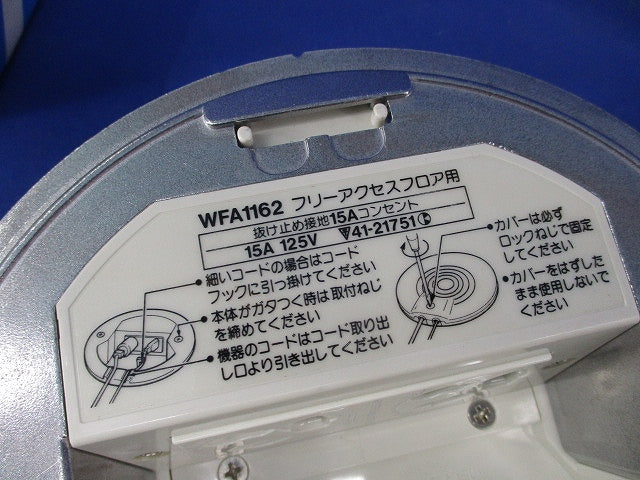 WFA1162 フリーアクセスフロア用
抜け止め接地15Aコンセント
15A 125V 41-21751
•細いコードの場合はコード
フックに引っ掛けてください
•本体がガタつく時は取付ねじ
を締めてください
•機器のコードはコード取り出
し口より引き出してください
•カバーは必ず
ロックねじで固定
してください
•カバーをはずした
まま使用しないで
ください